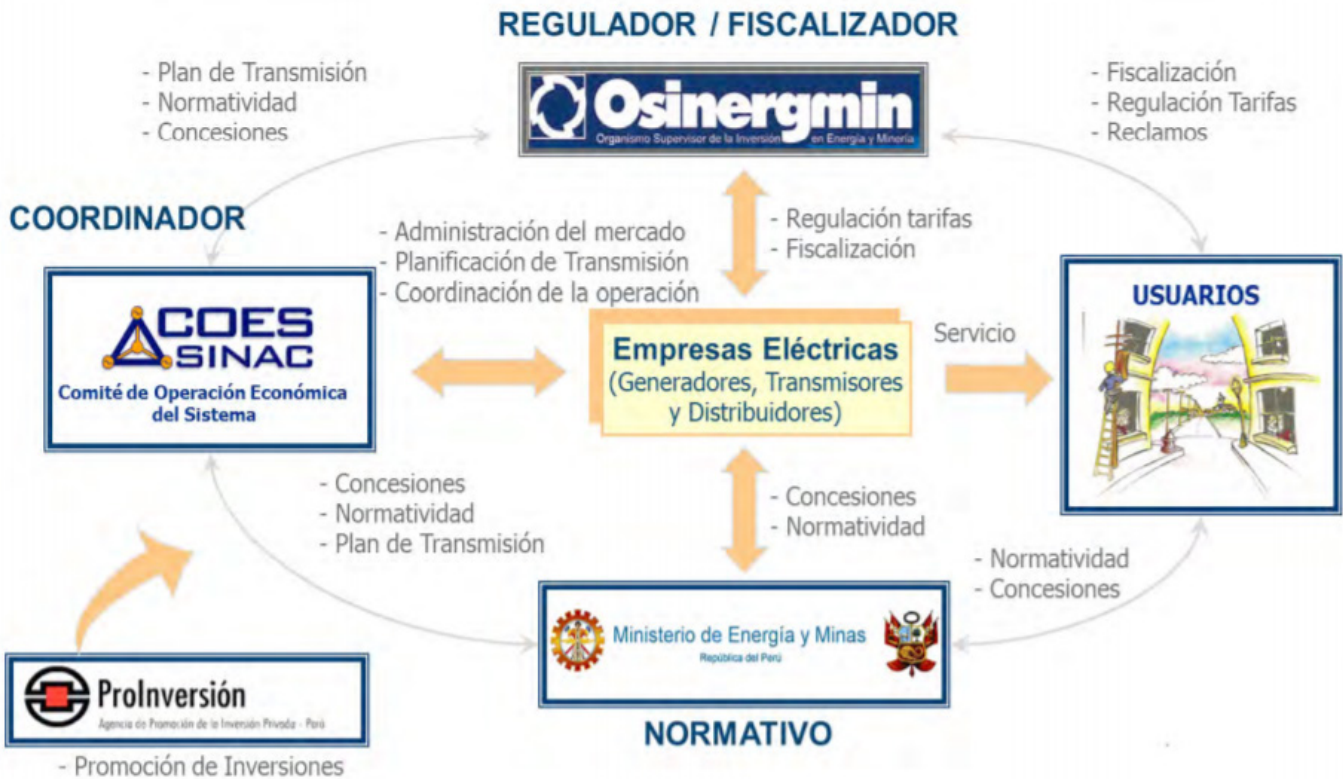 REGULADOR / FISCALIZADOR
- Plan de Transmisión
- Normatividad
- Concesiones
Osinergmin
Organismo Supervisor de la Inversión en Energía y Minería
- Fiscalización
- Regulación Tarifas
- Reclamos
COORDINADOR
- Administración del mercado
- Planificación de Transmisión
- Coordinación de la operación
- Regulación tarifas
- Fiscalización
COES
SINAC
Comité de Operación Económica
del Sistema
Empresas Eléctricas
(Generadores, Transmisores
y Distribuidores)
Servicio
USUARIOS
- Concesiones
- Normatividad
- Plan de Transmisión
- Concesiones
- Normatividad
- Normatividad
- Concesiones
Ministerio de Energía y Minas
República del Perú
NORMATIVO
ProInversión
Agencia de Promoción de la Inversión Privada - Perú
- Promoción de Inversiones